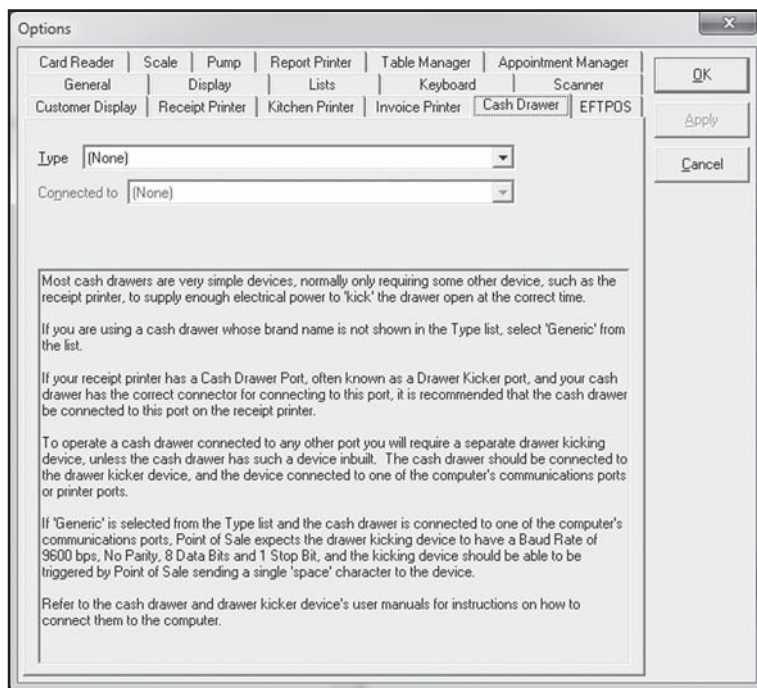 Options
Card Reader Scale Pump Report Printer Table Manager Appointment Manager
General Display Lists Keyboard Scanner
Customer Display Receipt Printer Kitchen Printer Invoice Printer Cash Drawer EFTPOS
OK
Apply
Cancel
Type (None)
Connected to (None)
Most cash drawers are very simple devices, normally only requiring some other device, such as the
receipt printer, to supply enough electrical power to 'kick' the drawer open at the correct time.
If you are using a cash drawer whose brand name is not shown in the Type list, select 'Generic' from
the list.
If your receipt printer has a Cash Drawer Port, often known as a Drawer Kicker port, and your cash
drawer has the correct connector for connecting to this port, it is recommended that the cash drawer
be connected to this port on the receipt printer.
To operate a cash drawer connected to any other port you will require a separate drawer kicking
device, unless the cash drawer has such a device inbuilt. The cash drawer should be connected to
the drawer kicker device, and the device connected to one of the computer's communications ports
or printer ports.
If 'Generic' is selected from the Type list and the cash drawer is connected to one of the computer's
communications ports, Point of Sale expects the drawer kicking device to have a Baud Rate of
9600 bps, No Parity, 8 Data Bits and 1 Stop Bit, and the kicking device should be able to be
triggered by Point of Sale sending a single 'space' character to the device.
Refer to the cash drawer and drawer kicker device's user manuals for instructions on how to
connect them to the computer.